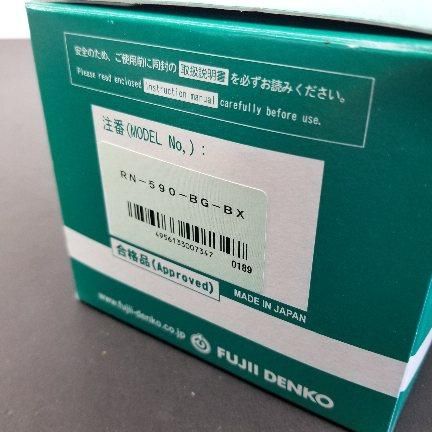 安全のため、ご使用前に同封の 取扱説明書 を必ずお読みください。
Please read enclosed instruction manual carefully before use.
注番(MODEL No,) :
RN-590-BG-BX
4956133007347 0189
合格品(Approved)
MADE IN JAPAN
www.fujii-denko.co.jp FUJII DENKO